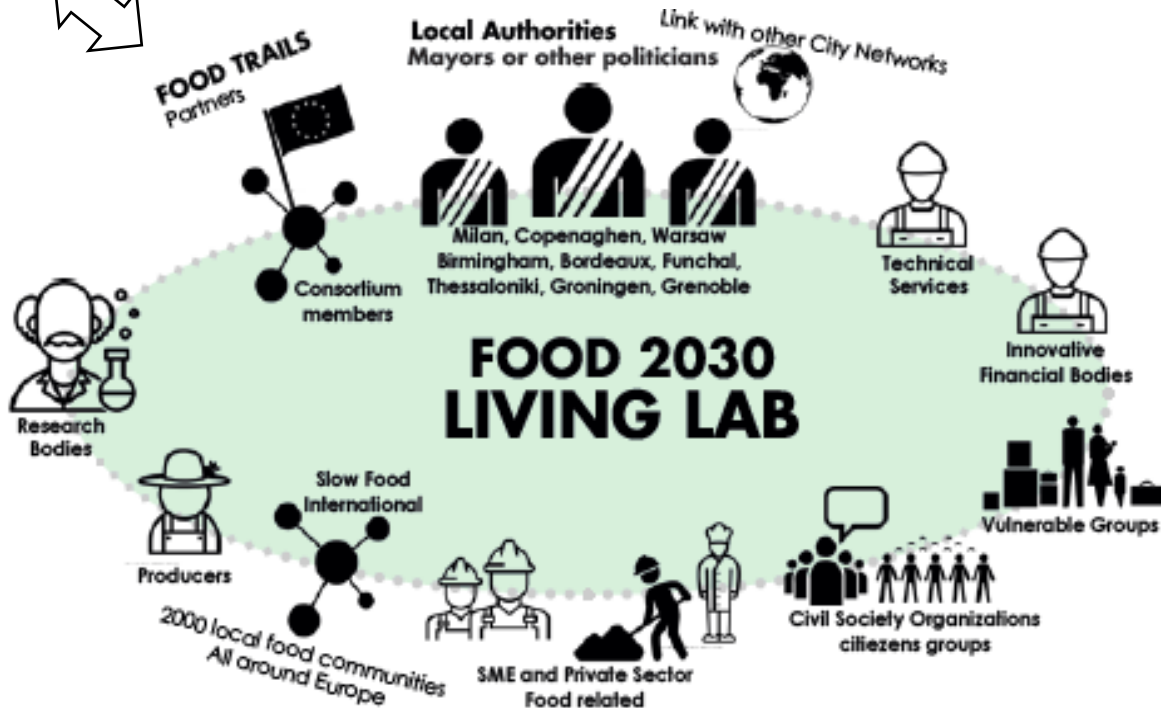 FOOD TRAILS
Partners
Local Authorities
Mayors or other politicians
Link with other City Networks
Consortium
members
Milan, Copenaghen, Warsaw
Birmingham, Bordeaux, Funchal,
Thessaloniki, Groningen, Grenoble
Technical
Services
Innovalive
Financial Bodies
FOOD 2030
LIVING LAB
Research
Bodies
Producers
Slow Food
International
2000 local food communities
All around Europe
SME and Private Sector
Food related
Civil Society Organizations
ciliezens groups
Vulnerable Groups